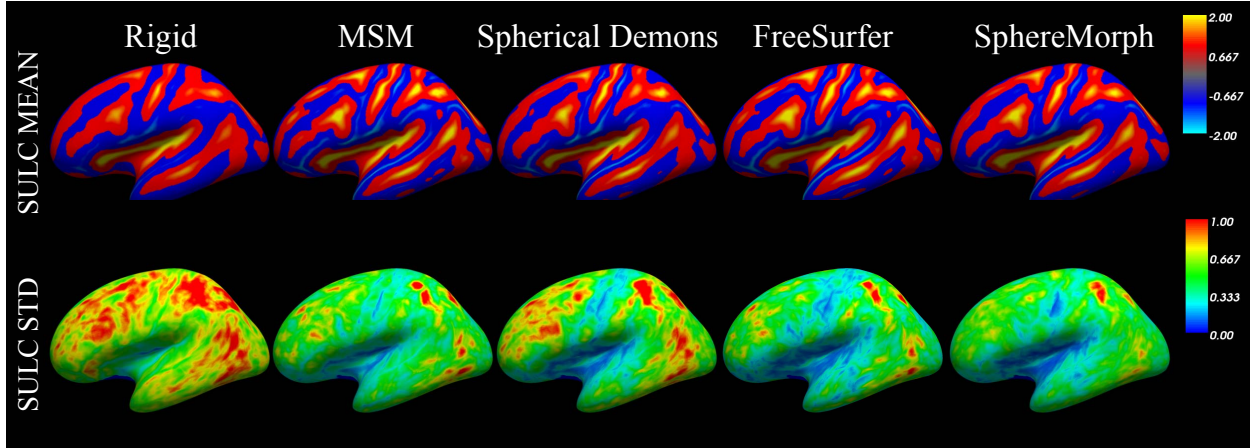 Rigid MSM Spherical Demons FreeSurfer SphereMorph
SULC MEAN
2.00
0.667
-0.667
-2.00
SULC STD
1.00
0.667
0.333
0.00